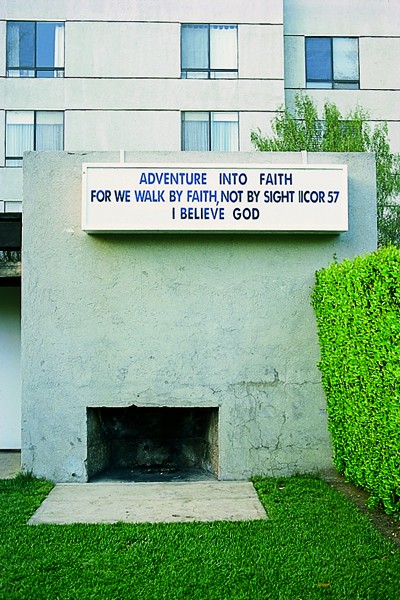 ADVENTURE INTO FAITH
FOR WE WALK BY FAITH, NOT BY SIGHT IICOR 57
I BELIEVE GOD